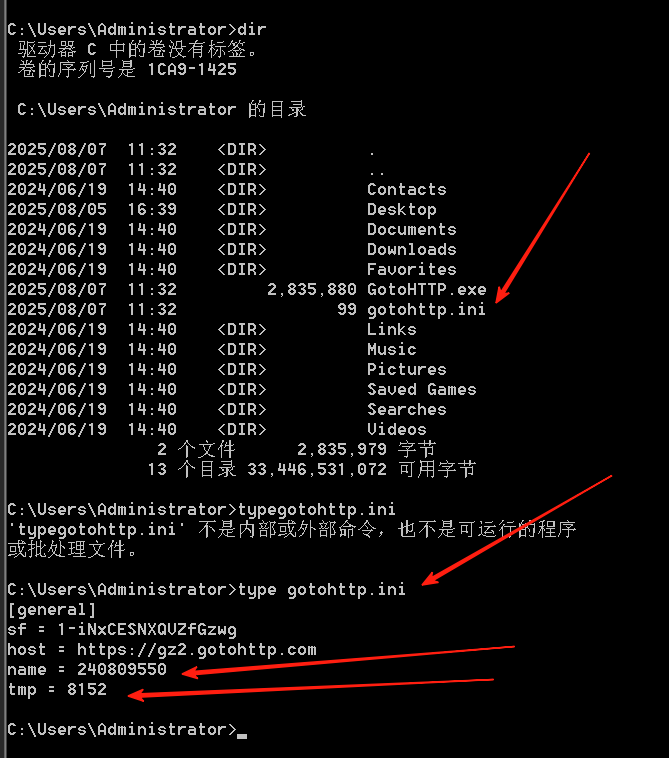 C:\Users\Administrator>dir
驱动器 C 中的卷没有标签。
卷的序列号是 1CA9-1425
C:\Users\Administrator 的目录
2025/08/07 11:32 <DIR> .
2025/08/07 11:32 <DIR> ..
2024/06/19 14:40 <DIR> Contacts
2025/08/05 16:39 <DIR> Desktop
2024/06/19 14:40 <DIR> Documents
2024/06/19 14:40 <DIR> Downloads
2024/06/19 14:40 <DIR> Favorites
2025/08/07 11:32 2,835,880 GotoHTTP.exe
2025/08/07 11:32 99 gotohttp.ini
2024/06/19 14:40 <DIR> Links
2024/06/19 14:40 <DIR> Music
2024/06/19 14:40 <DIR> Pictures
2024/06/19 14:40 <DIR> Saved Games
2024/06/19 14:40 <DIR> Searches
2024/06/19 14:40 <DIR> Videos
2 个文件 2,835,979 字节
13 个目录 33,446,531,072 可用字节
C:\Users\Administrator>typegotohttp.ini
'typegotohttp.ini' 不是内部或外部命令，也不是可运行的程序
或批处理文件。
C:\Users\Administrator>type gotohttp.ini
[general]
sf = 1-iNxCESNXQVZfGzwg
host = https://gz2.gotohttp.com
name = 240809550
tmp = 8152
C:\Users\Administrator>